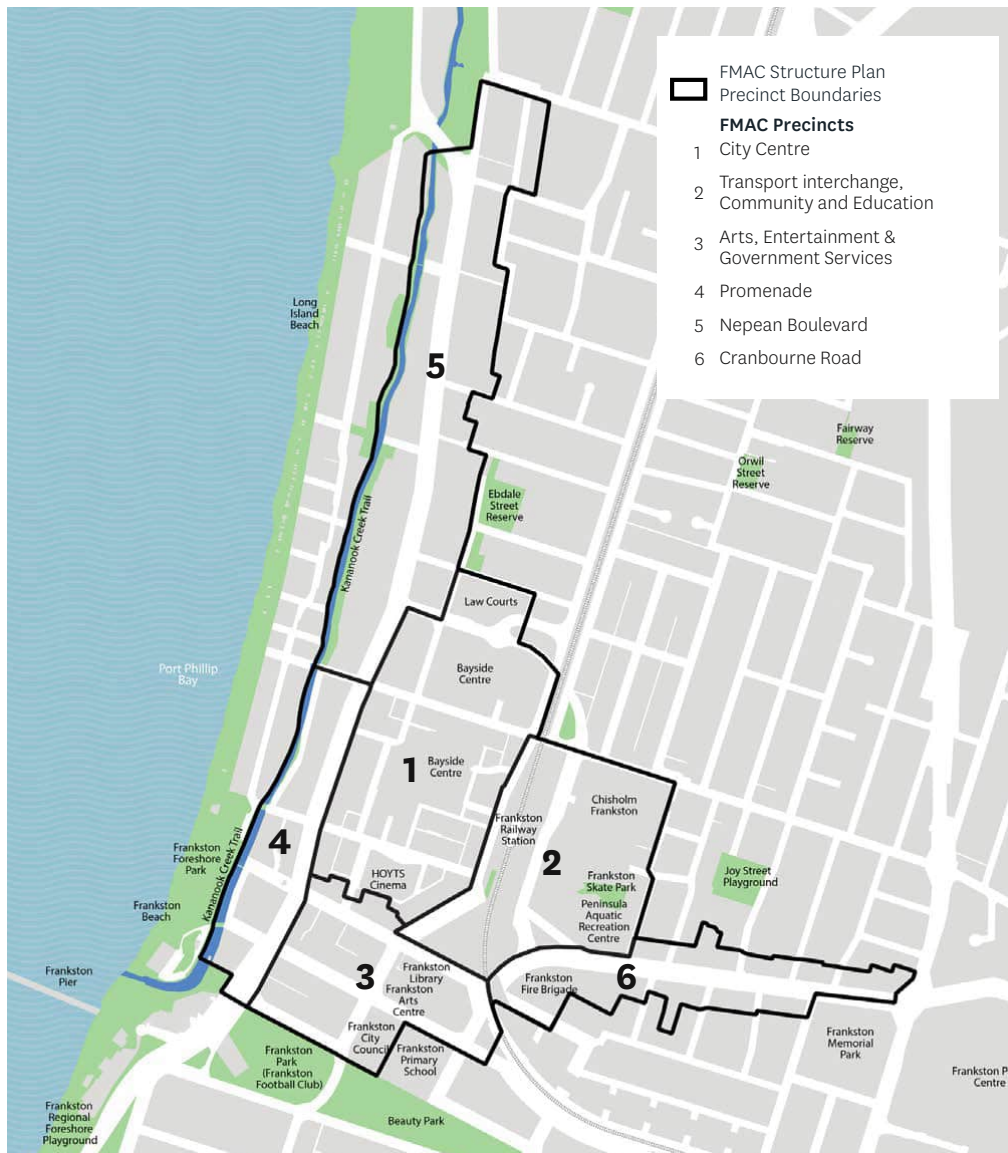 FMAC Structure Plan
Precinct Boundaries
FMAC Precincts
1 City Centre
2 Transport interchange,
Community and Education
3 Arts, Entertainment &
Government Services
4 Promenade
5 Nepean Boulevard
6 Cranbourne Road
Long
Island
Beach
5
Fairway
Reserve
Orwil
Street
Reserve
Ebdale
Street
Reserve
Kananook Creek Trail
Law Courts
Port Phillip
Bay
Bayside
Centre
1
Bayside
Centre
Chisholm
Frankston
Frankston
Railway
Station
4
2
Frankston
Foreshore
Park
Kananook Creek Trail
HOYTS
Cinema
Frankston
Skate Park
Joy Street
Playground
Frankston
Beach
Peninsula
Aquatic
Recreation
Centre
Frankston
Pier
3
Frankston
Library
Frankston
Arts
Centre
Frankston
Fire Brigade
6
Frankston
City
Council
Frankston
Primary
School
Frankston
Memorial
Park
Frankston
Park
(Frankston
Football Club)
Frankston P
Centre
Frankston
Regional
Foreshore
Playground
Beauty Park